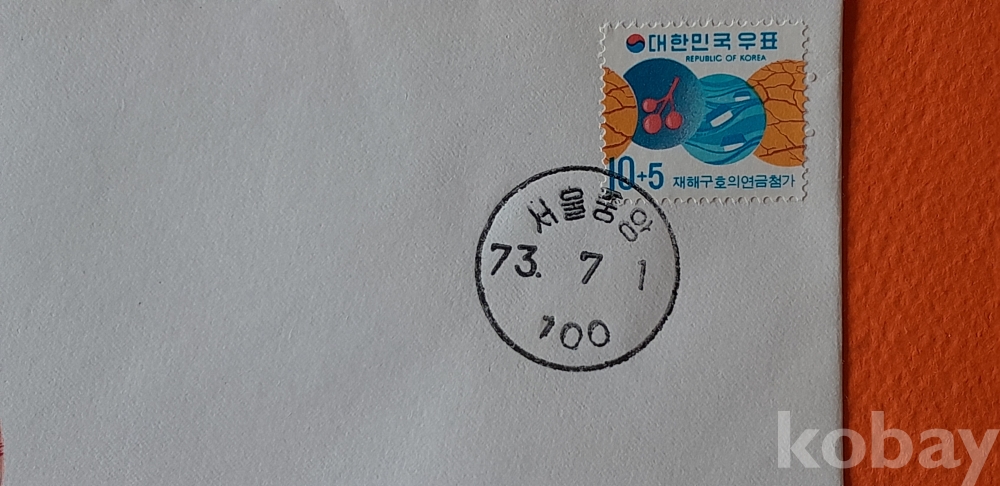 대한민국우표
REPUBLIC OF KOREA
10+5 재해구호의연금첨가
서울중앙
73. 7 1
100
kobay